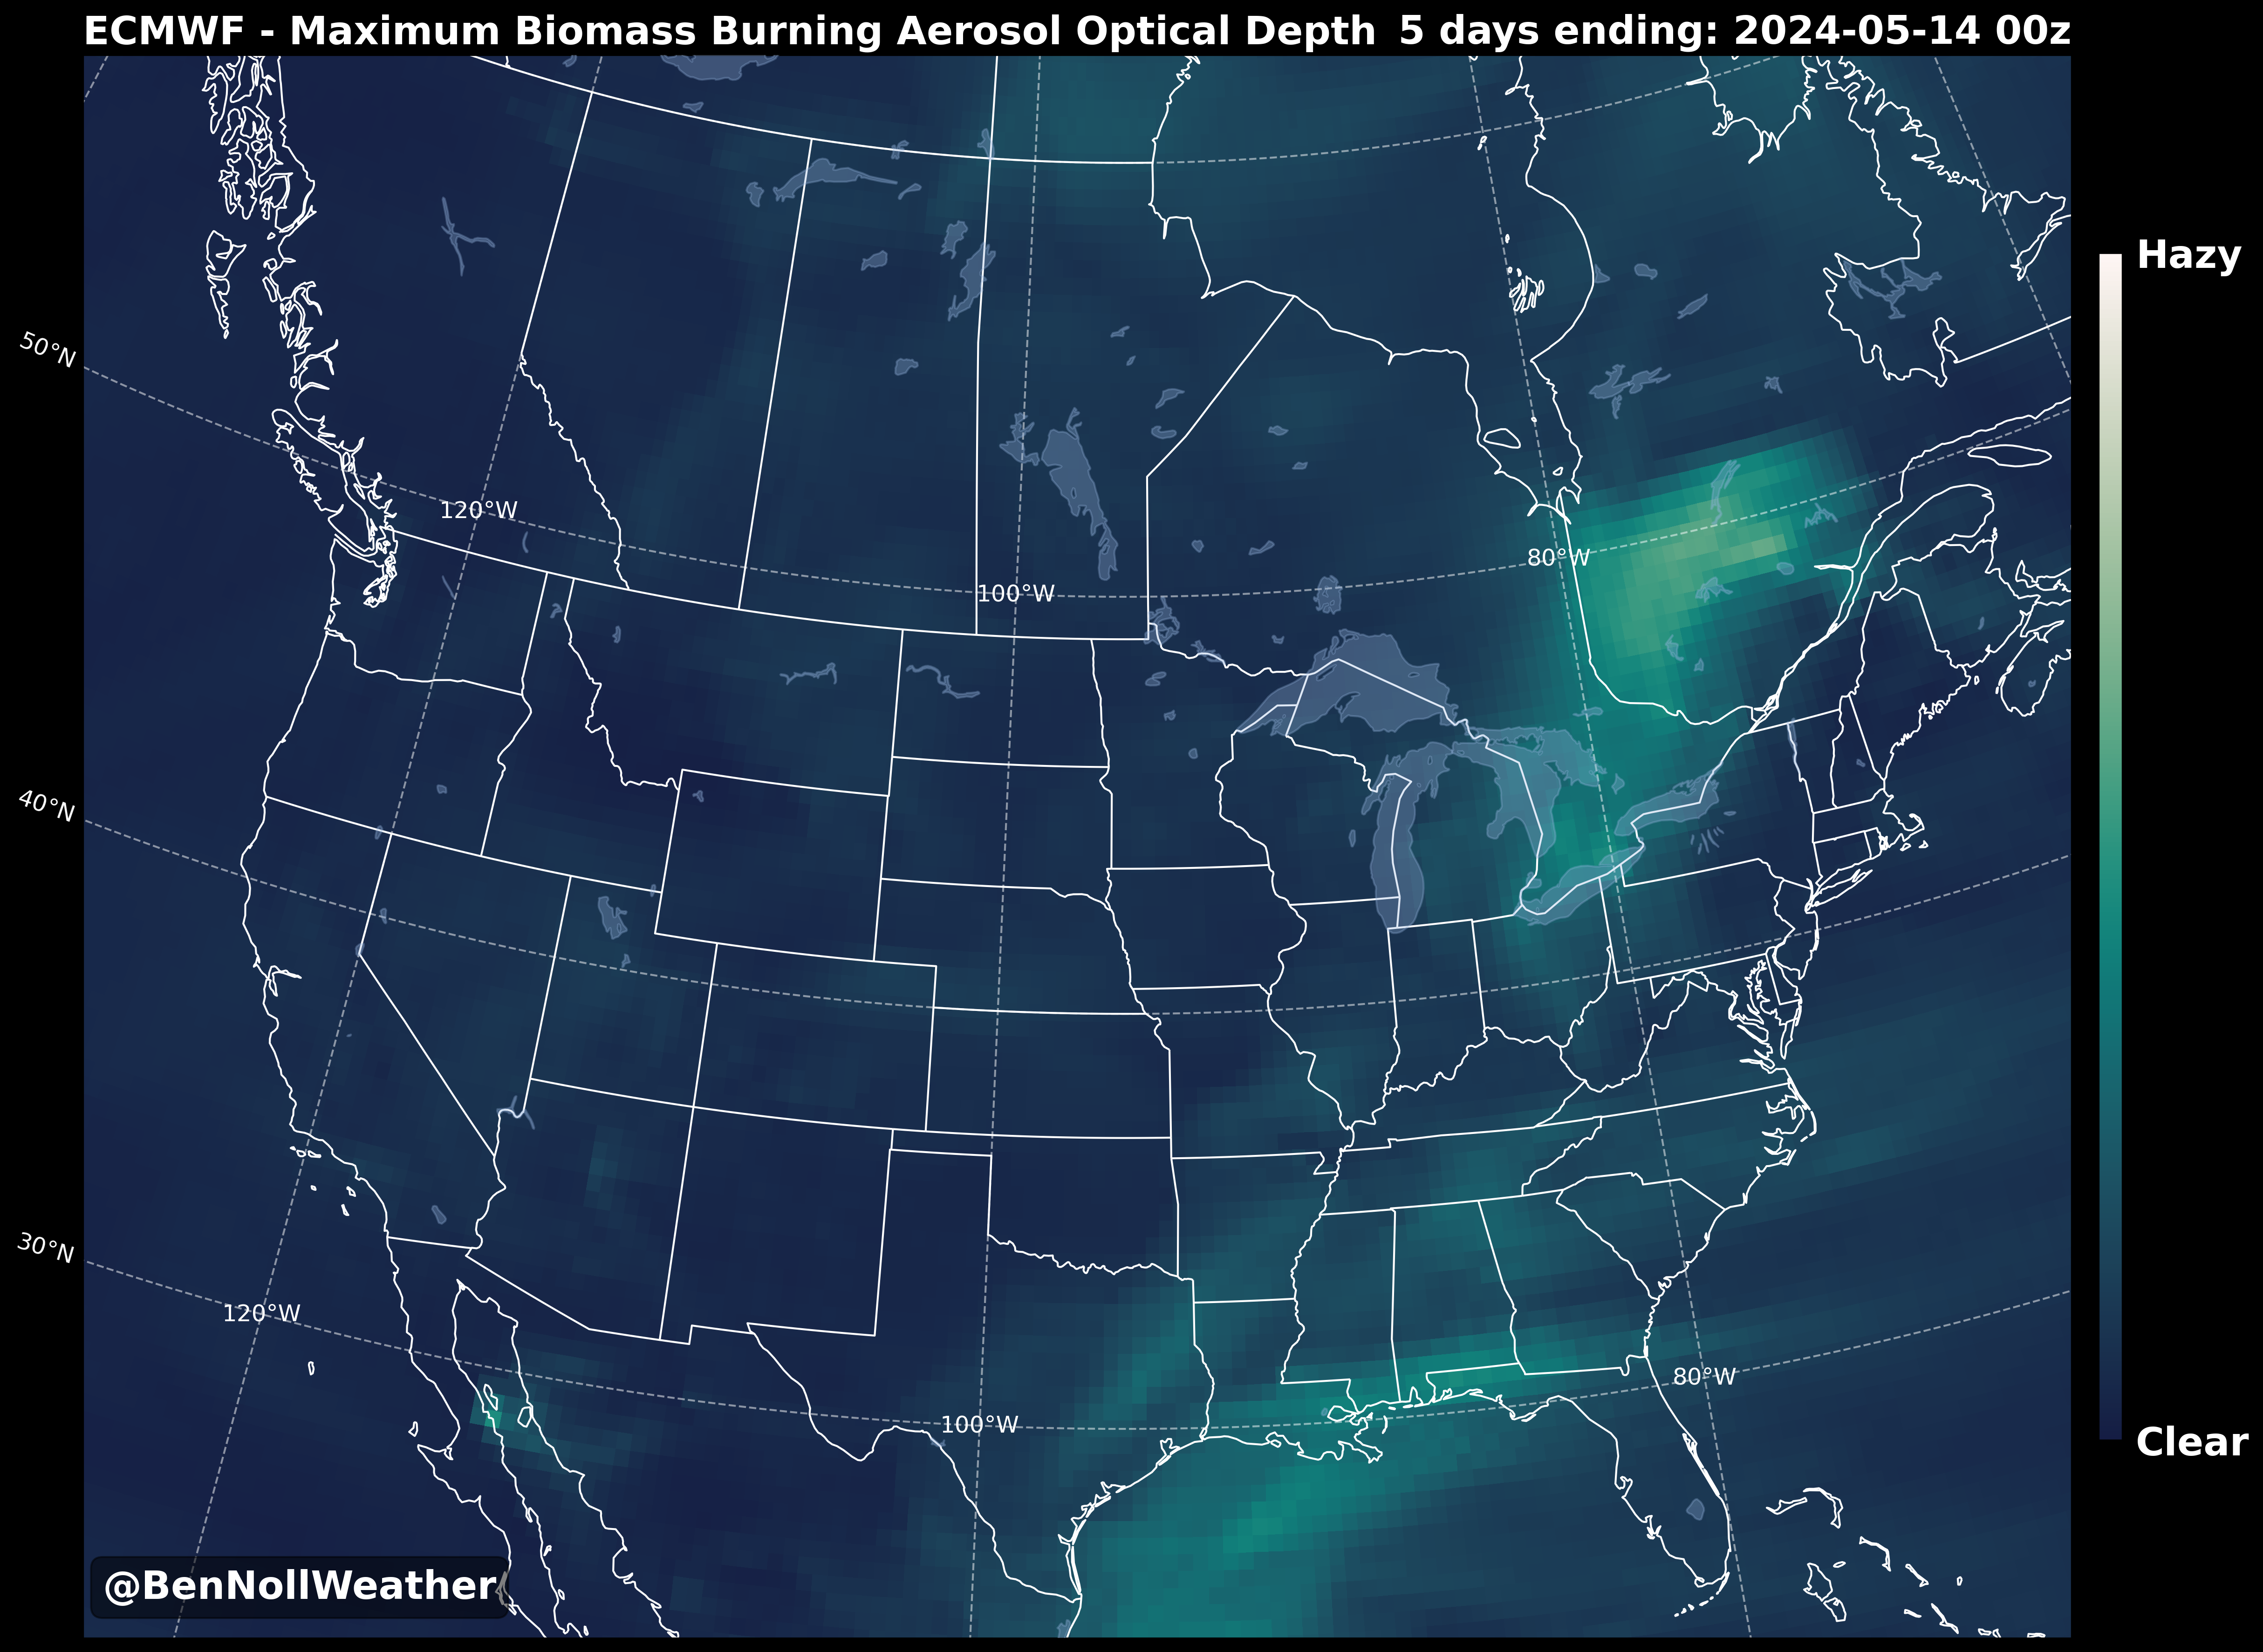 ECMWF - Maximum Biomass Burning Aerosol Optical Depth 5 days ending: 2024-05-14 00z
Hazy
50°N
120°W
80°W
100°W
40°N
30°N
120°W
80°W
100°W
Clear
@BenNollWeather